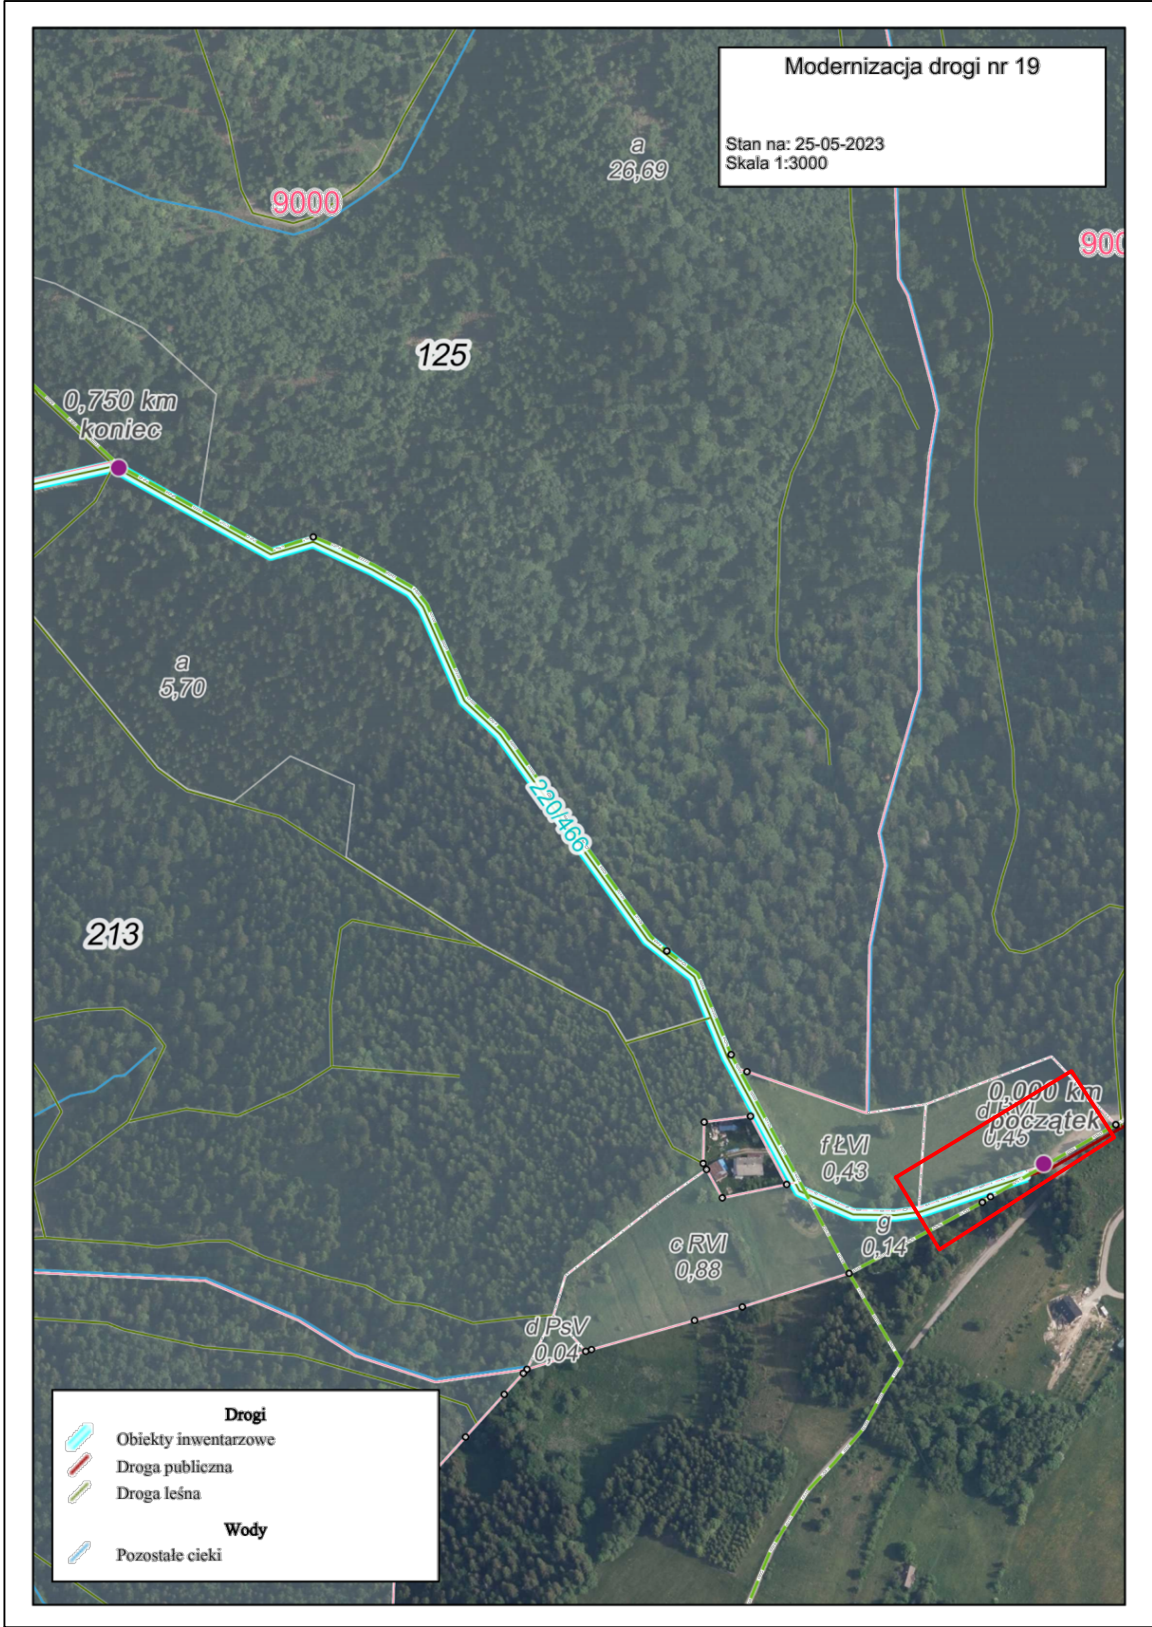 Modernizacja drogi nr 19
Stan na: 25-05-2023
Skala 1:3000
a
26,69
9000
900
125
0,750 km
koniec
a
5,70
220/466
213
0,000 km
początek
0,45
f ŁVI
0,43
g
0,14
c RVI
0,88
d PsV
0,04
Drogi
Obiekty inwentarzowe
Droga publiczna
Droga leśna
Wody
Pozostałe cieki